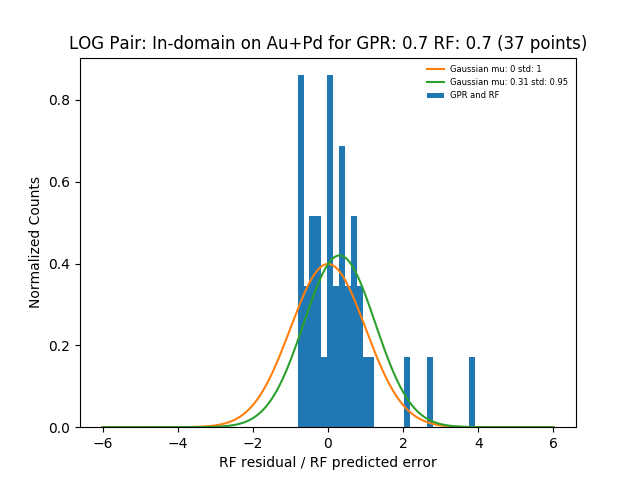 LOG Pair: In-domain on Au+Pd for GPR: 0.7 RF: 0.7 (37 points)
Gaussian mu: 0 std: 1
Gaussian mu: 0.31 std: 0.95
GPR and RF
Normalized Counts
0.8
0.6
0.4
0.2
0.0
−6
−4
−2
0
2
4
6
RF residual / RF predicted error